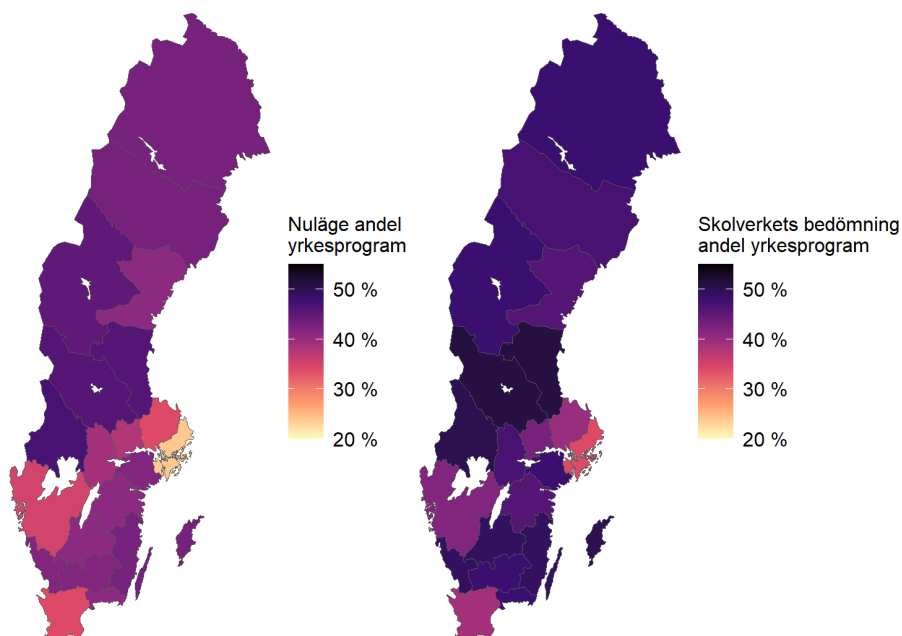 Nuläge andel
yrkesprogram
50 %
40 %
30 %
20 %
Skolverkets bedömning
andel yrkesprogram
50 %
40 %
30 %
20 %